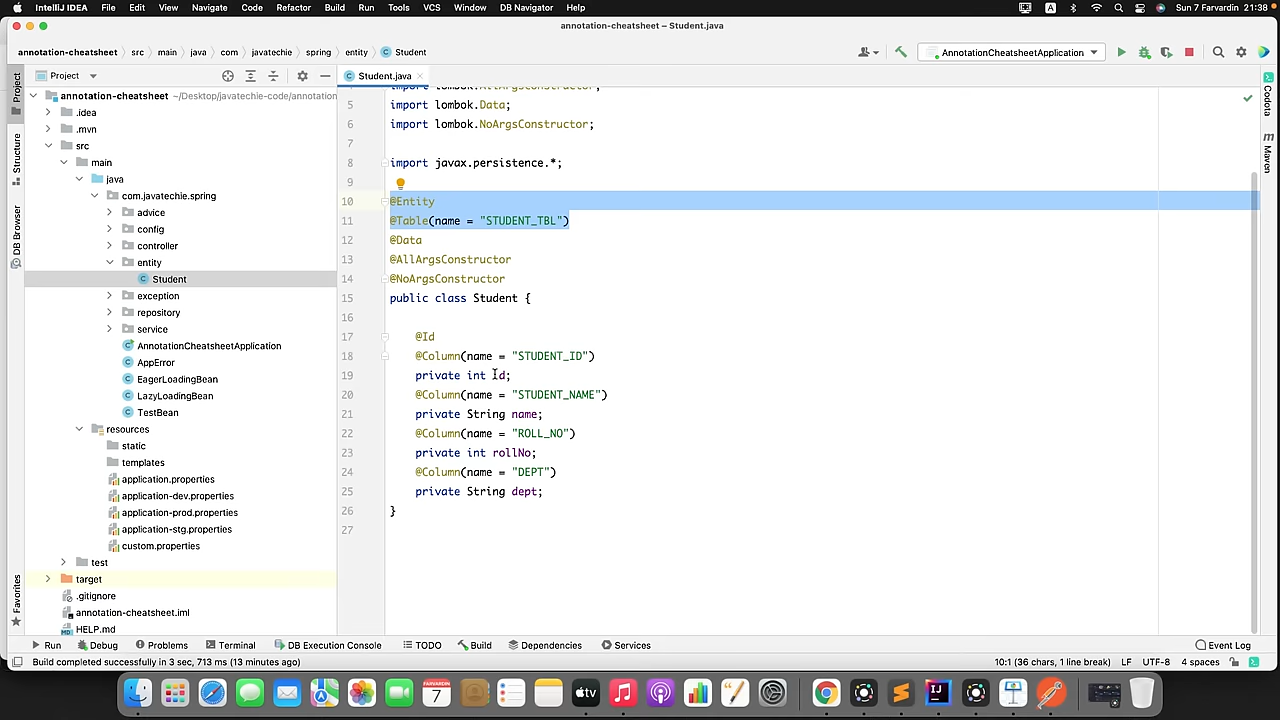 IntelliJ IDEA File Edit View Navigate Code Refactor Build Run Tools VCS Window DB Navigator Help A Sun 7 Farvardin 21:38
annotation-cheatsheet – Student.java
annotation-cheatsheet src main java com javatechie spring entity Student AnnotationCheatsheetApplication
Project Student.java
annotation-cheatsheet ~/Desktop/javatechie-code/annotation
.idea
.mvn
src
main
java
com.javatechie.spring
advice
config
controller
entity
Student
exception
repository
service
AnnotationCheatsheetApplication
AppError
EagerLoadingBean
LazyLoadingBean
TestBean
resources
static
templates
application.properties
application-dev.properties
application-prod.properties
application-stg.properties
custom.properties
test
target
.gitignore
annotation-cheatsheet.iml
HELP.md
Project
Structure
DB Browser
Favorites
4 import lombok.AllArgsConstructor;
5 import lombok.Data;
6 import lombok.NoArgsConstructor;
7
8 import javax.persistence.*;
9
10 @Entity
11 @Table(name = "STUDENT_TBL")
12 @Data
13 @AllArgsConstructor
14 @NoArgsConstructor
15 public class Student {
16
17 @Id
18 @Column(name = "STUDENT_ID")
19 private int id;
20 @Column(name = "STUDENT_NAME")
21 private String name;
22 @Column(name = "ROLL_NO")
23 private int rollNo;
24 @Column(name = "DEPT")
25 private String dept;
26 }
27
Codota
m Maven
Run Debug Problems Terminal DB Execution Console TODO Build Dependencies Services Event Log
Build completed successfully in 3 sec, 713 ms (13 minutes ago) 10:1 (36 chars, 1 line break) LF UTF-8 4 spaces
FARVARDIN
7
tv